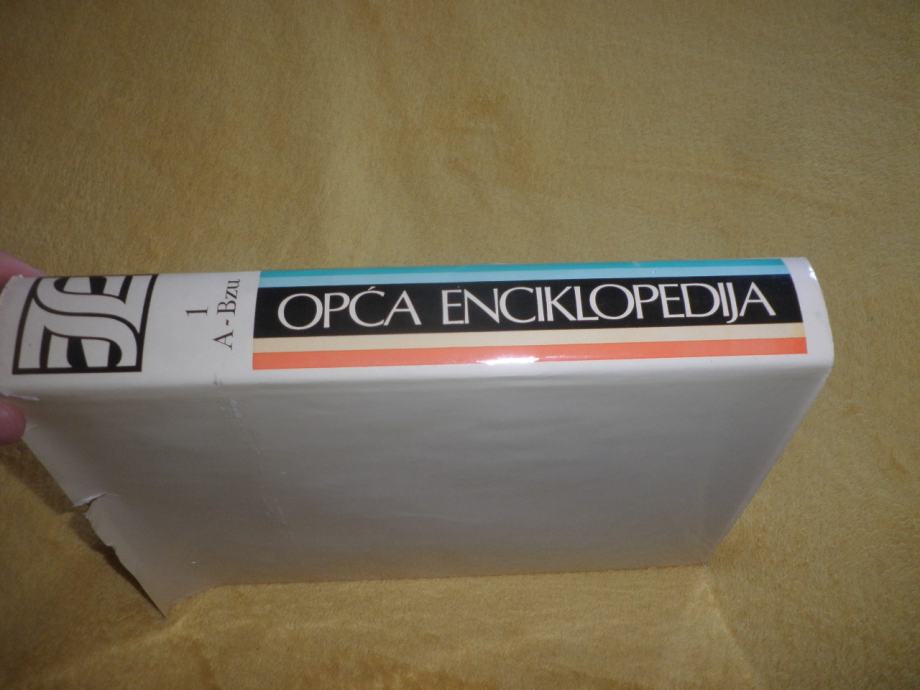 OPĆA ENCIKLOPEDIJA
1
A - Bzu